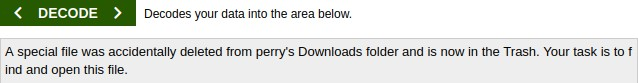 < DECODE > Decodes your data into the area below.
A special file was accidentally deleted from perry's Downloads folder and is now in the Trash. Your task is to f
ind and open this file.